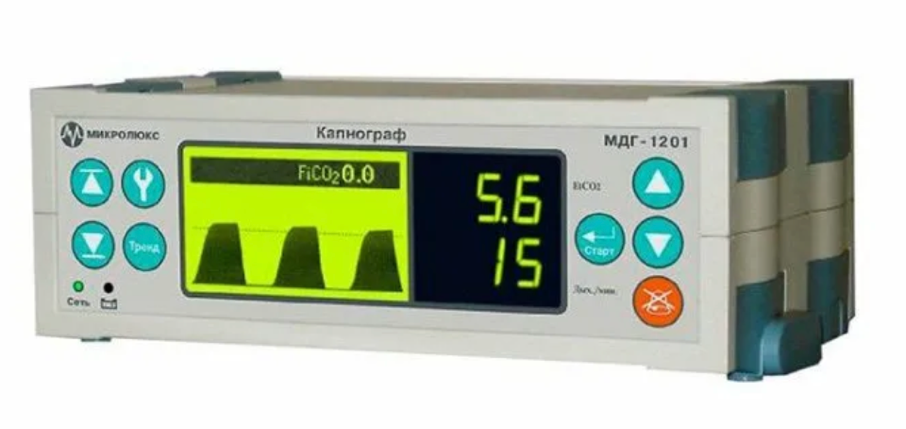 МИКРОЛЮКС
Капнограф
МДГ-1201
FiCO2 0.0
5.6
EtCO2
15
Тренд
Старт
Сеть
Дых./мин.